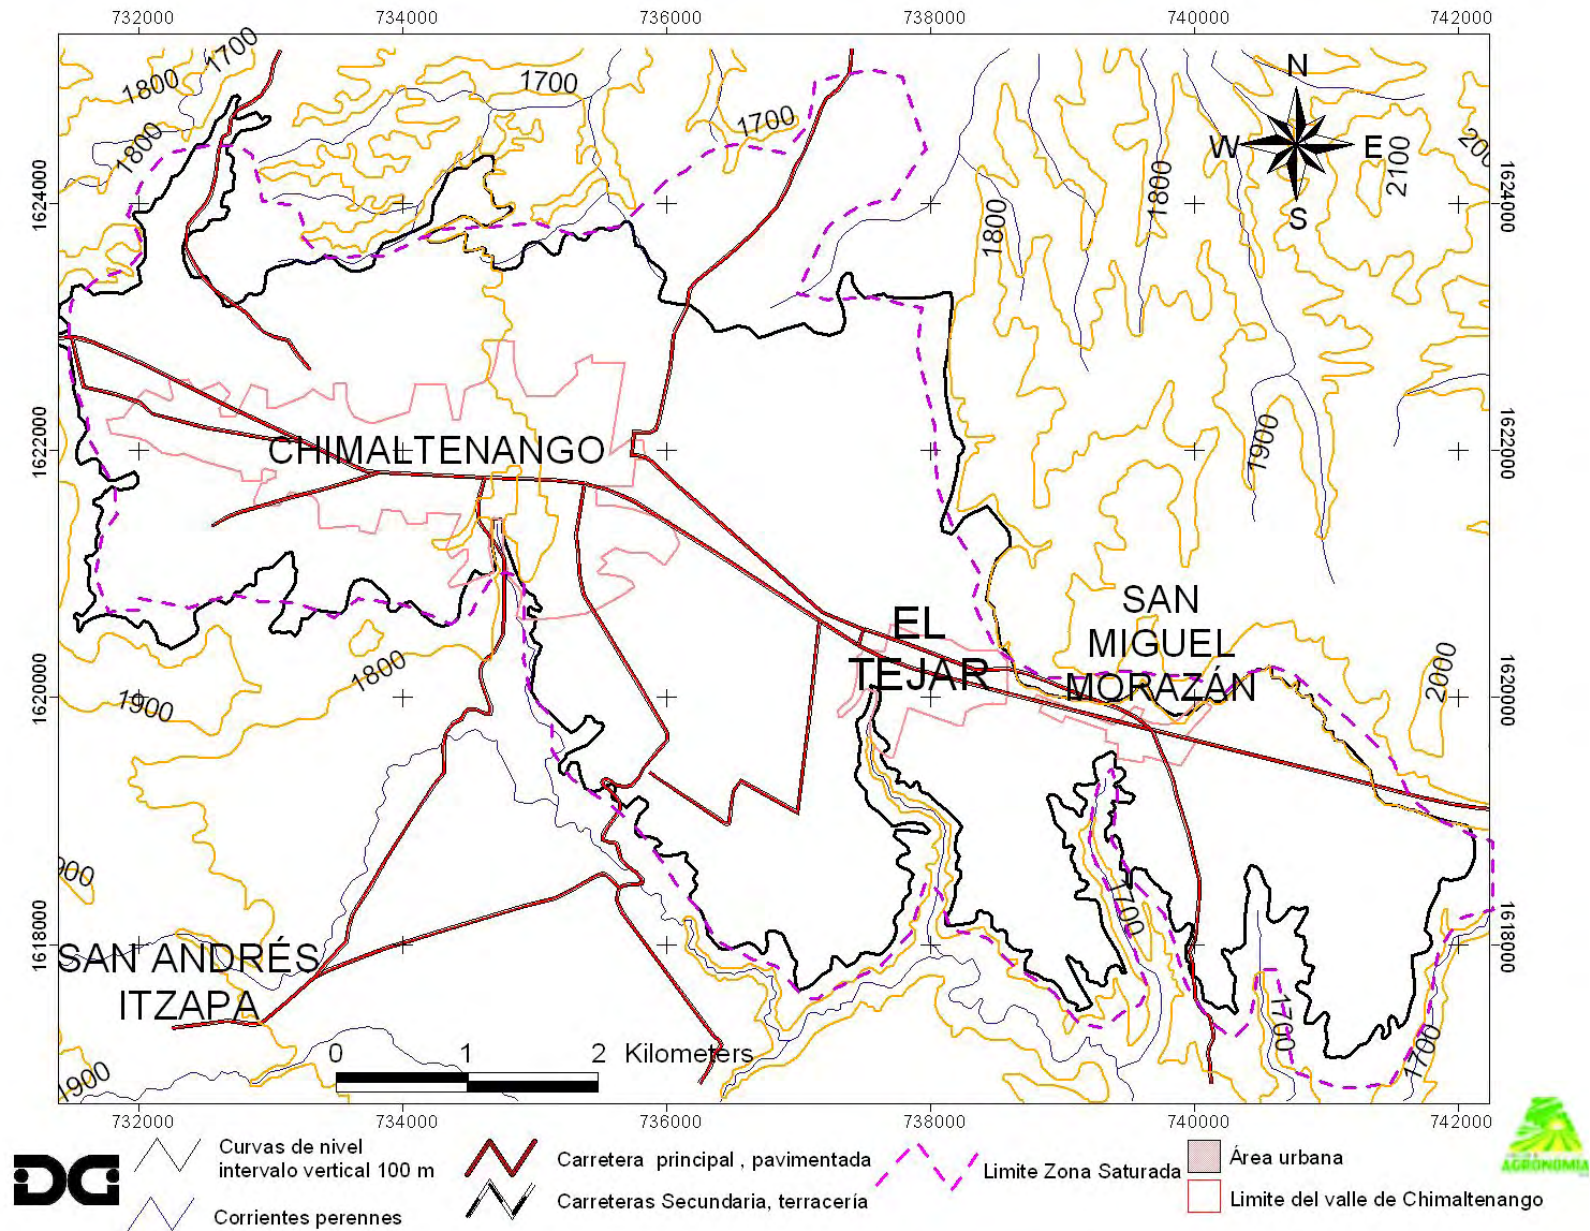 732000 734000 736000 738000 740000 742000
1700
1800
1700
1700
1800
2100
1800
1800
N
W E
S
1624000
1624000
1622000
1622000
CHIMALTENANGO
1900
EL
TEJAR
SAN
MIGUEL
MORAZÁN
1620000
1620000
1800
1900
2000
1618000
1618000
SAN ANDRÉS
ITZAPA
1700
1700
1700
1900
0 1 2 Kilometers
732000 734000 736000 738000 740000 742000
DG
Curvas de nivel
intervalo vertical 100 m
Corrientes perennes
Carretera principal , pavimentada
Carreteras Secundaria, terracería
Limite Zona Saturada
Área urbana
Limite del valle de Chimaltenango
AGRONOMIA